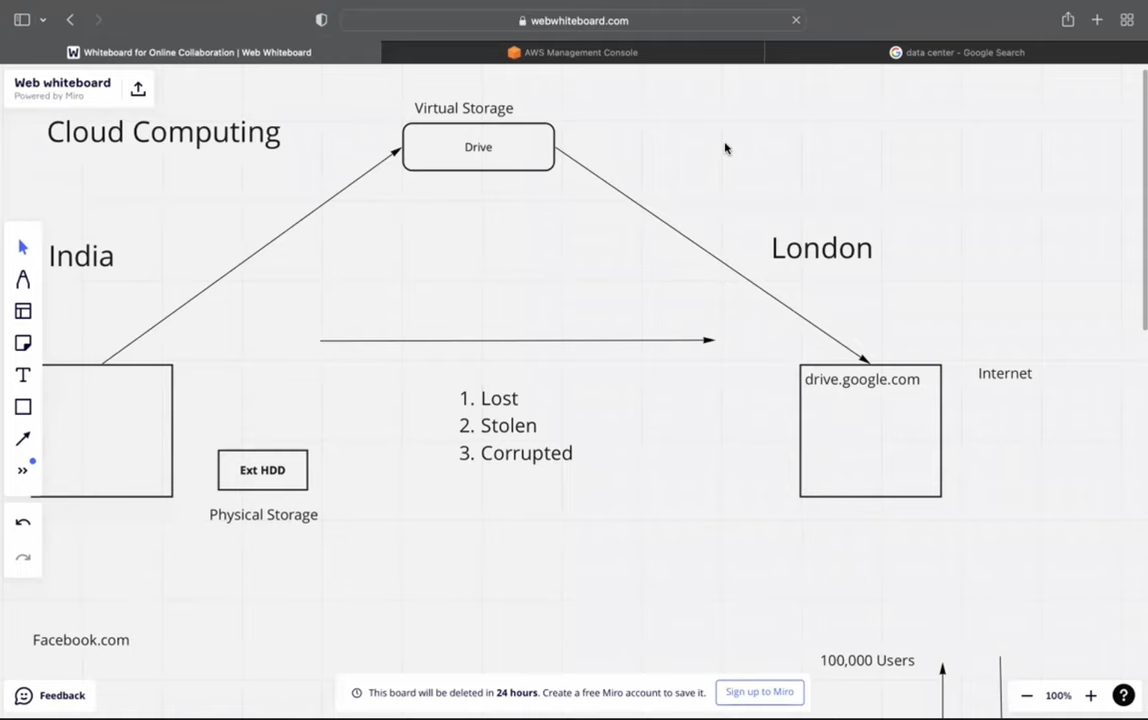 webwhiteboard.com
Whiteboard for Online Collaboration | Web Whiteboard
AWS Management Console
data center - Google Search
Web whiteboard
Powered by Miro
Virtual Storage
Cloud Computing
Drive
India
London
drive.google.com
Internet
1. Lost
2. Stolen
3. Corrupted
Ext HDD
Physical Storage
Facebook.com
100,000 Users
Feedback
This board will be deleted in 24 hours. Create a free Miro account to save it.
Sign up to Miro
100%